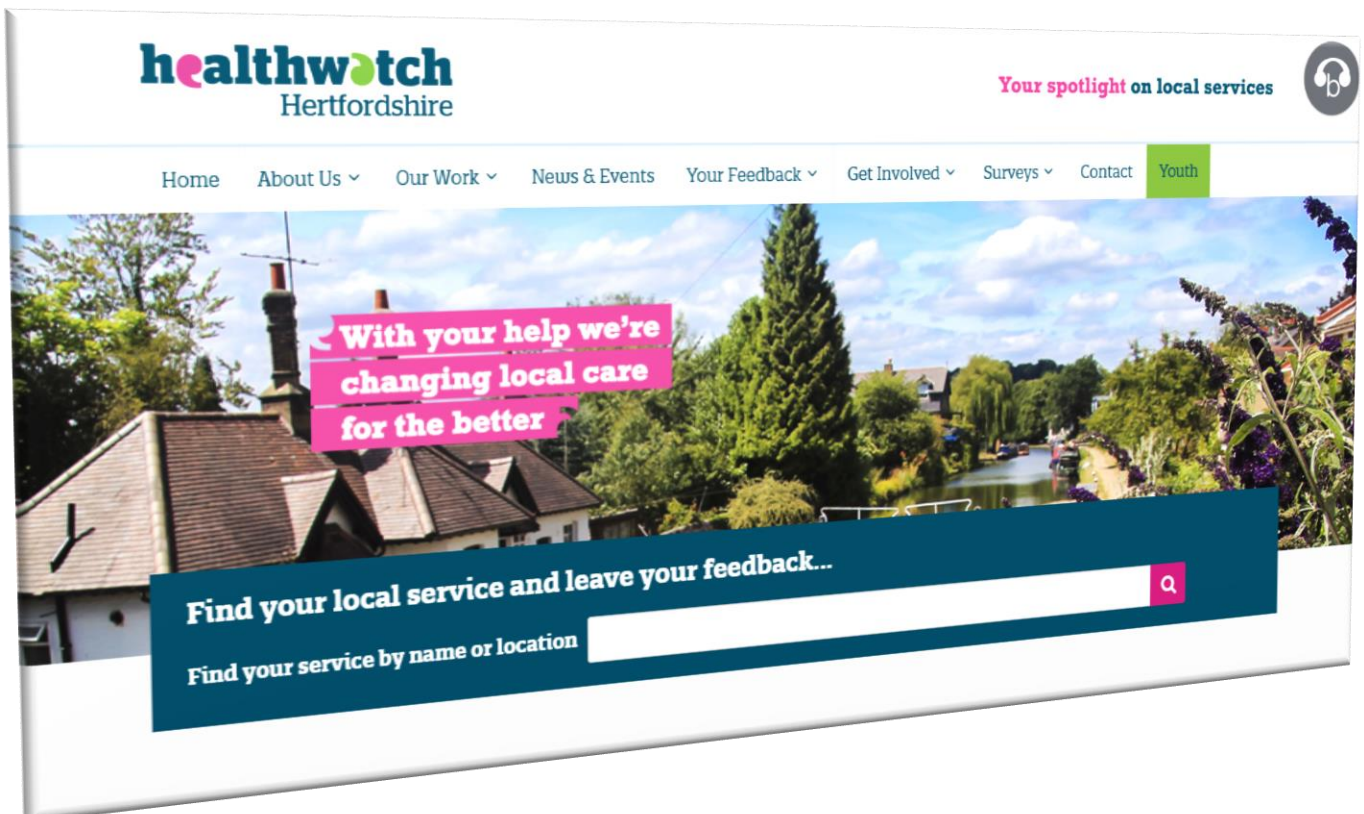 healthwatch
Hertfordshire
Your spotlight on local services
b
Home About Us Our Work News & Events Your Feedback Get Involved Surveys Contact Youth
With your help we're
changing local care
for the better
Find your local service and leave your feedback...
Find your service by name or location